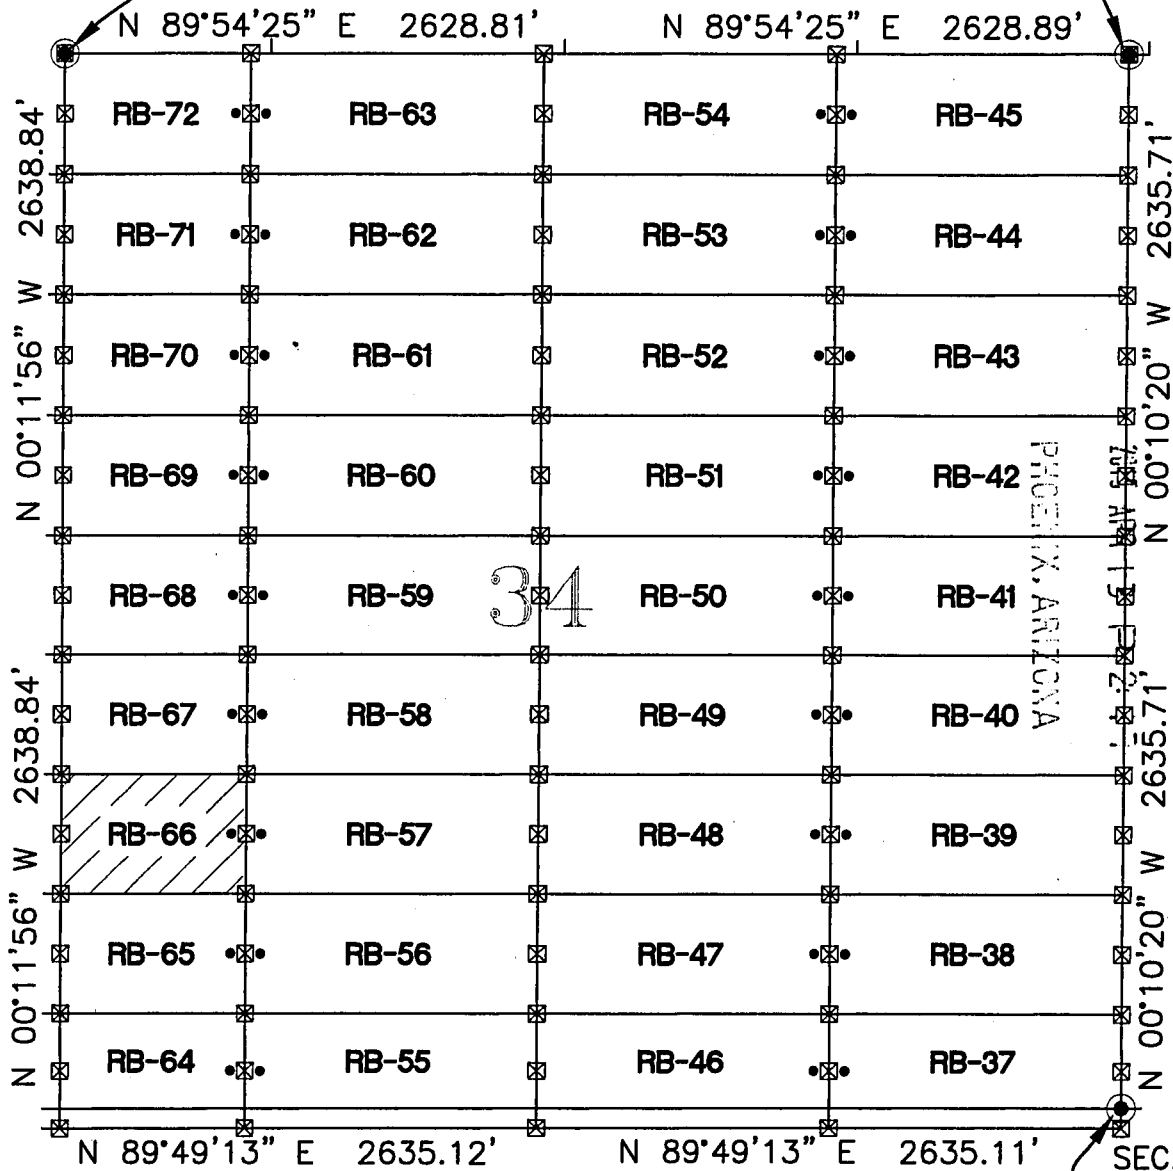 N 89°54'25" E 2628.81' N 89°54'25" E 2628.89'
RB-72 RB-63 RB-54 RB-45
RB-71 RB-62 RB-53 RB-44
RB-70 RB-61 RB-52 RB-43
RB-69 RB-60 RB-51 RB-42
RB-68 RB-59 34 RB-50 RB-41
RB-67 RB-58 RB-49 RB-40
RB-66 RB-57 RB-48 RB-39
RB-65 RB-56 RB-47 RB-38
RB-64 RB-55 RB-46 RB-37
N 89°49'13" E 2635.12' N 89°49'13" E 2635.11' SEC
N 00°11'56" W 2638.84'
N 00°11'56" W 2638.84'
N 00°10'20" W 2635.71'
N 00°10'20" W 2635.71'
PHOENIX, ARIZONA